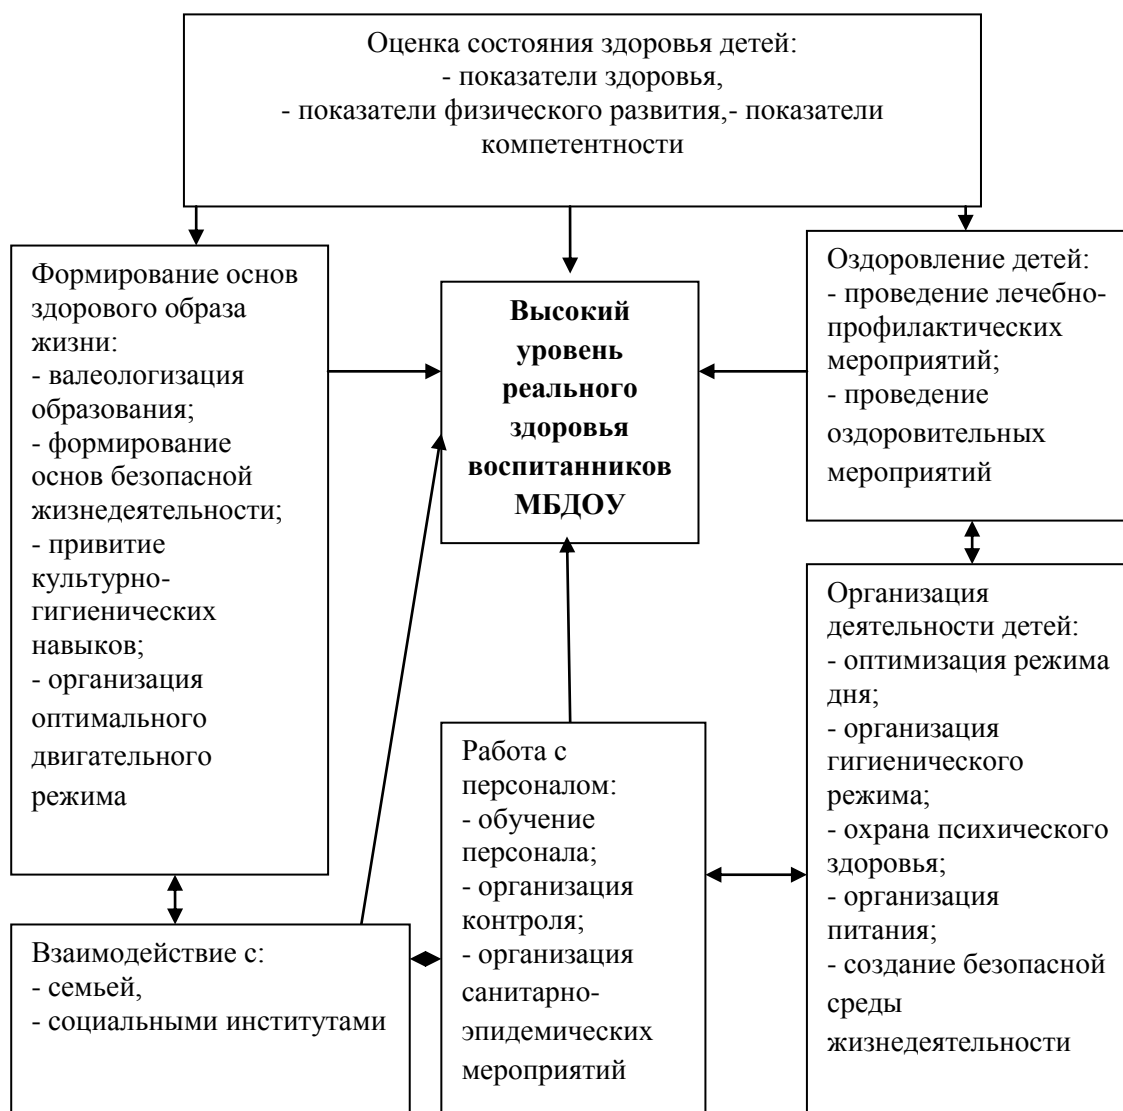 Оценка состояния здоровья детей:
- показатели здоровья,
- показатели физического развития,- показатели
компетентности
Формирование основ
здорового образа
жизни:
- валеологизация
образования;
- формирование
основ безопасной
жизнедеятельности;
- привитие
культурно-
гигиенических
навыков;
- организация
оптимального
двигательного
режима
Высокий
уровень
реального
здоровья
воспитанников
МБДОУ
Оздоровление детей:
- проведение лечебно-
профилактических
мероприятий;
- проведение
оздоровительных
мероприятий
Организация
деятельности детей:
- оптимизация режима
дня;
- организация
гигиенического
режима;
- охрана психического
здоровья;
- организация
питания;
- создание безопасной
среды
жизнедеятельности
Работа с
персоналом:
- обучение
персонала;
- организация
контроля;
- организация
санитарно-
эпидемических
мероприятий
Взаимодействие с:
- семьей,
- социальными институтами